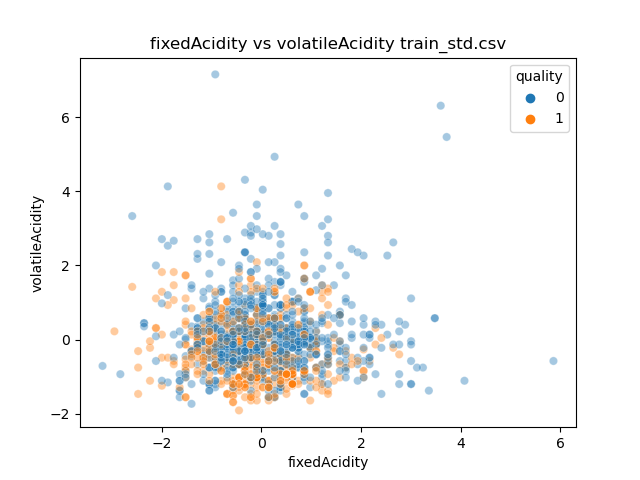 fixedAcidity vs volatileAcidity train_std.csv
quality
0
1
6
4
2
0
−2
volatileAcidity
−2 0 2 4 6
fixedAcidity